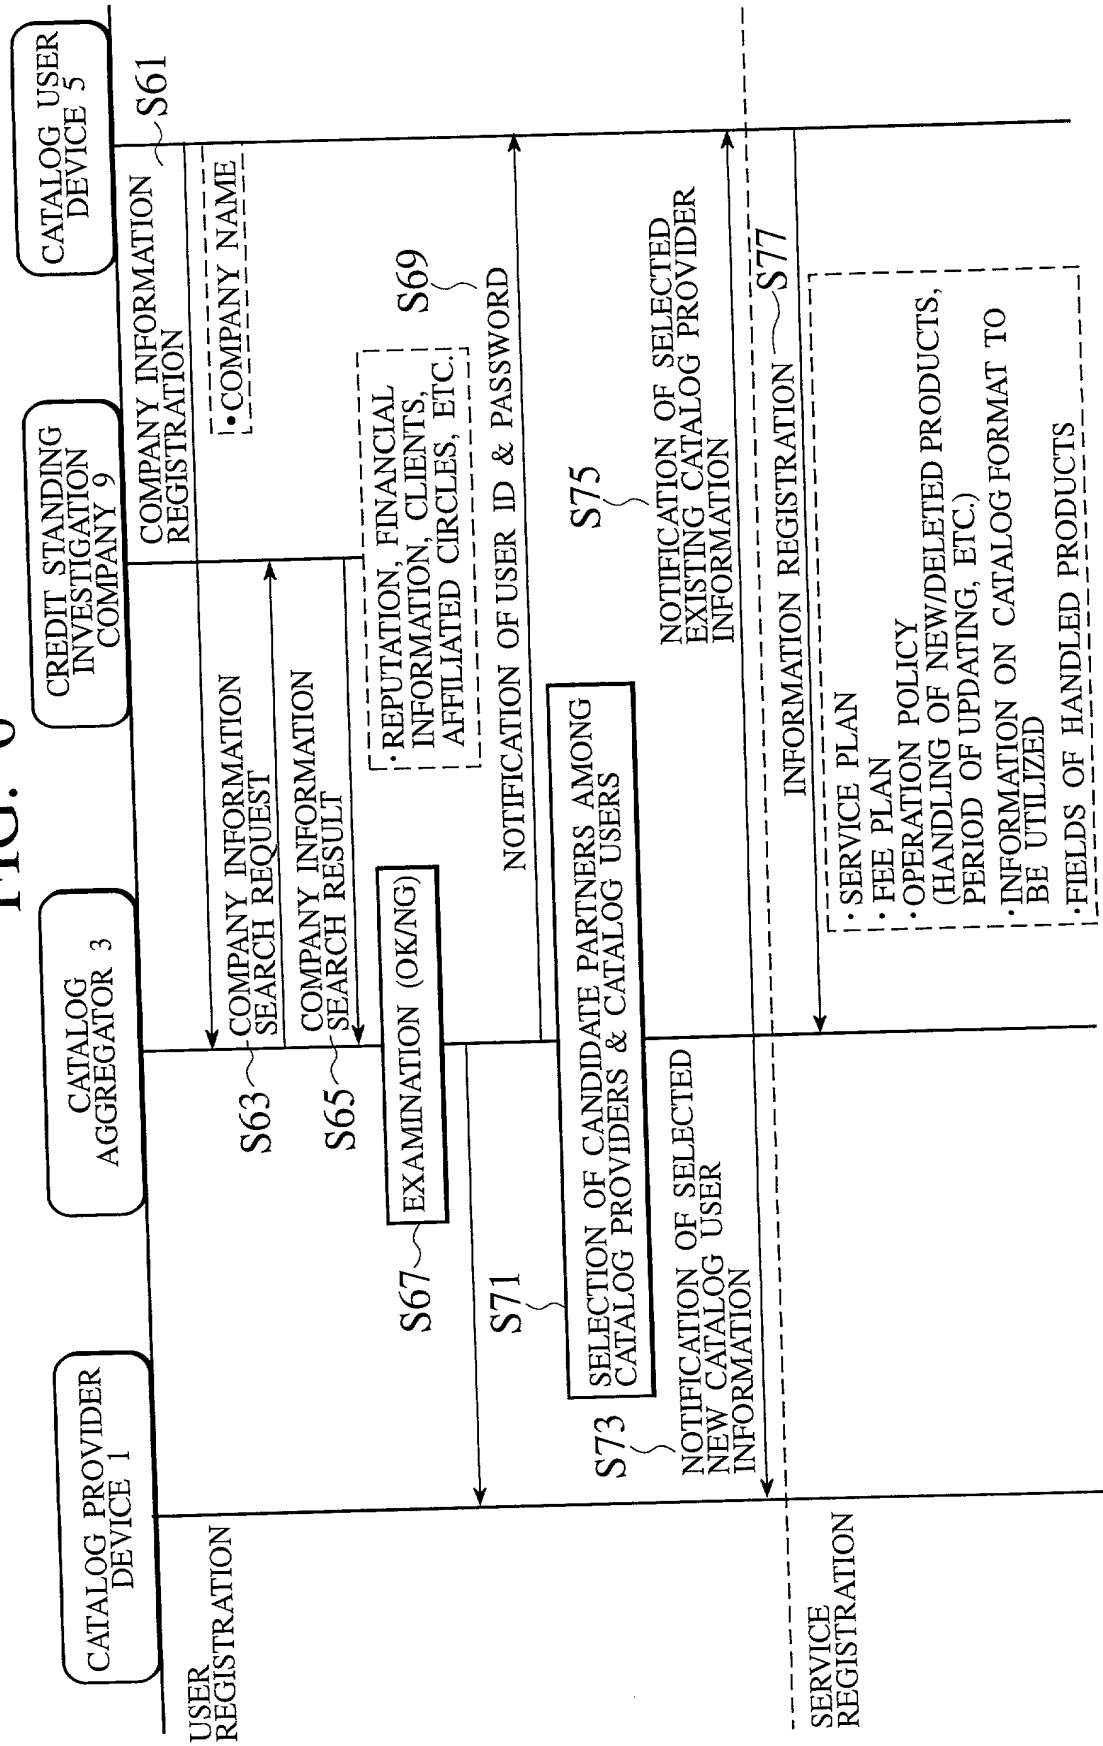 FIG. 6
CATALOG PROVIDER
DEVICE 1
CATALOG
AGGREGATOR 3
CREDIT STANDING
INVESTIGATION
COMPANY 9
CATALOG USER
DEVICE 5
USER
REGISTRATION
COMPANY INFORMATION
REGISTRATION
S61
• COMPANY NAME
S63
COMPANY INFORMATION
SEARCH REQUEST
S65
COMPANY INFORMATION
SEARCH RESULT
· REPUTATION, FINANCIAL
INFORMATION, CLIENTS,
AFFILIATED CIRCLES, ETC.
S67
EXAMINATION (OK/NG)
S69
NOTIFICATION OF USER ID & PASSWORD
S71
SELECTION OF CANDIDATE PARTNERS AMONG
CATALOG PROVIDERS & CATALOG USERS
S73
NOTIFICATION OF SELECTED
NEW CATALOG USER
INFORMATION
S75
NOTIFICATION OF SELECTED
EXISTING CATALOG PROVIDER
INFORMATION
SERVICE
REGISTRATION
INFORMATION REGISTRATION
S77
· SERVICE PLAN
· FEE PLAN
· OPERATION POLICY
(HANDLING OF NEW/DELETED PRODUCTS,
PERIOD OF UPDATING, ETC.)
· INFORMATION ON CATALOG FORMAT TO
BE UTILIZED
· FIELDS OF HANDLED PRODUCTS